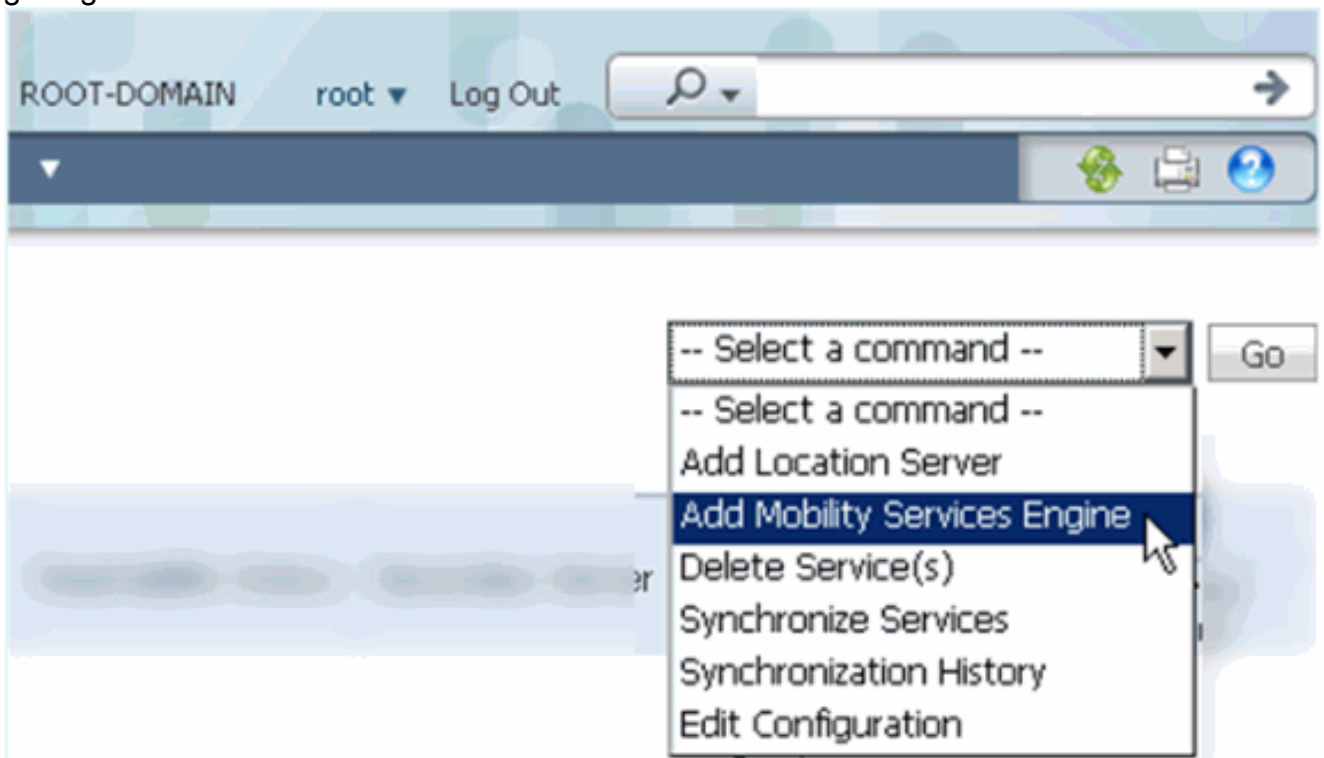 ROOT-DOMAIN root Log Out
-- Select a command -- Go
-- Select a command --
Add Location Server
Add Mobility Services Engine
er Delete Service(s)
Synchronize Services
Synchronization History
Edit Configuration